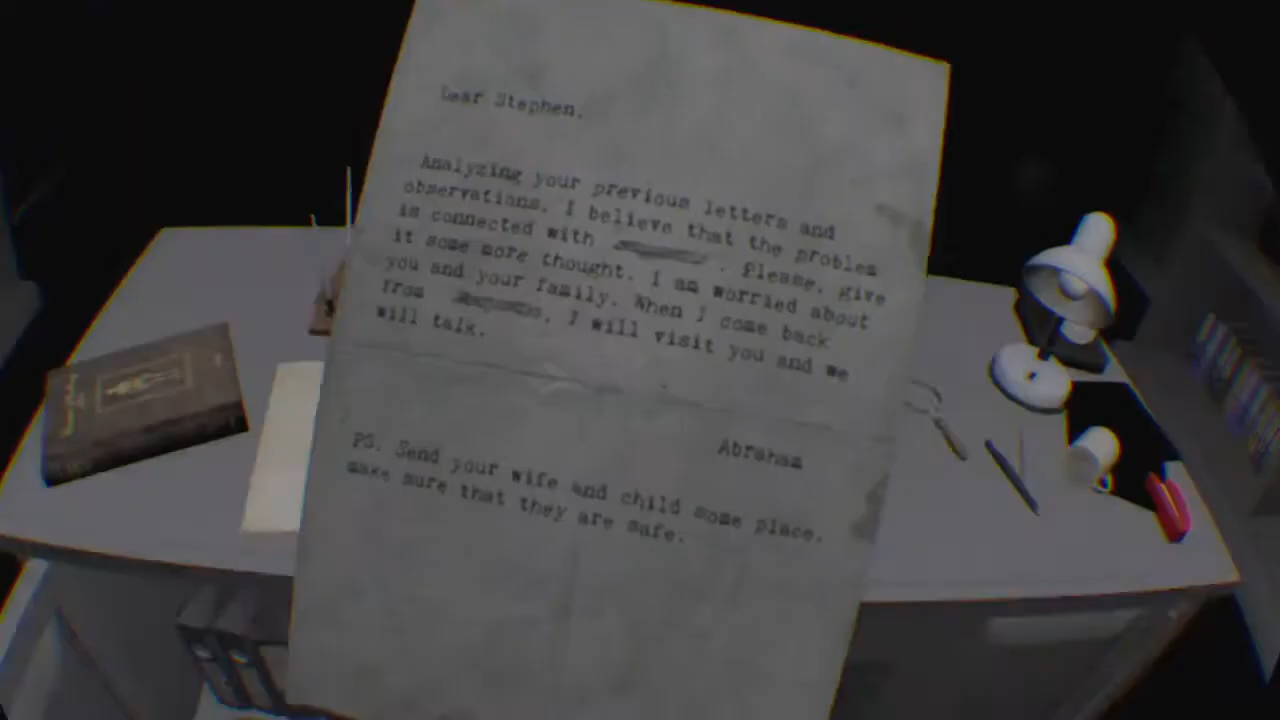 Dear Stephen,
Analyzing your previous letters and
observations, I believe that the problem
is connected with . Please, give
it some more thought. I am worried about
you and your family. When I come back
from , I will visit you and we
will talk.
Abraham
PS. Send your wife and child some place,
make sure that they are safe.